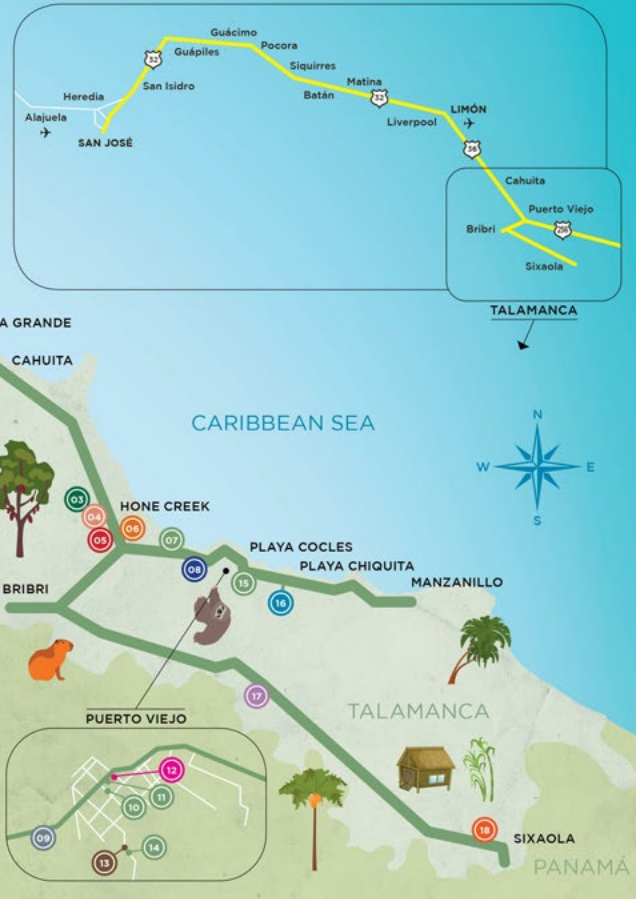 Guácimo
Guápiles
Pocora
32
Siquirres
San Isidro
Matina
Heredia
Batán
32
LIMÓN
Alajuela
Liverpool
SAN JOSÉ
36
Cahuita
Puerto Viejo
Bribri
256
Sixaola
TALAMANCA
A GRANDE
CAHUITA
CARIBBEAN SEA
N
W
E
S
03
HONE CREEK
04
06
05
07
PLAYA COCLES
08
PLAYA CHIQUITA
15
MANZANILLO
BRIBRI
16
17
TALAMANCA
PUERTO VIEJO
12
11
10
09
14
13
18
SIXAOLA
PANAMÁ